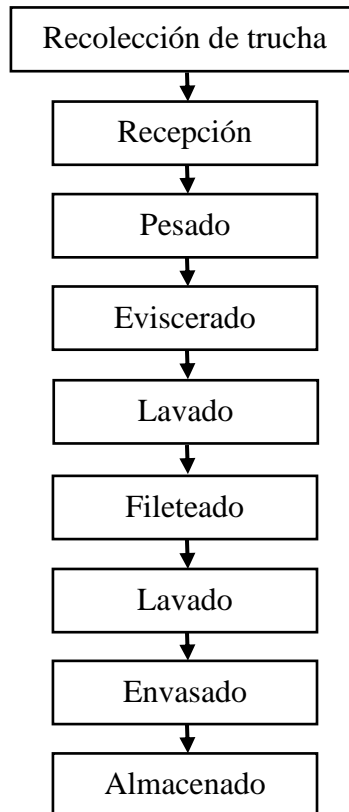 Recolección de trucha
Recepción
Pesado
Eviscerado
Lavado
Fileteado
Lavado
Envasado
Almacenado